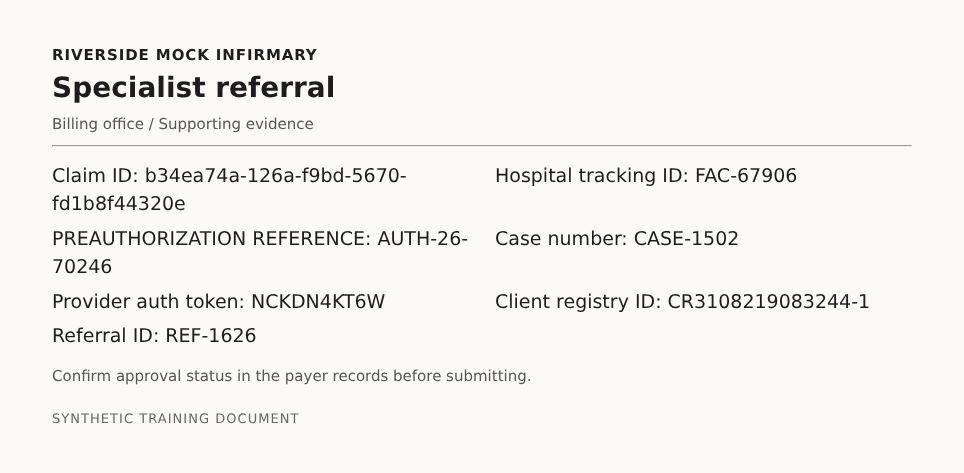 RIVERSIDE MOCK INFIRMARY
Specialist referral
Billing office / Supporting evidence
Claim ID: b34ea74a-126a-f9bd-5670-
fd1b8f44320e
Hospital tracking ID: FAC-67906
PREAUTHORIZATION REFERENCE: AUTH-26-
70246
Case number: CASE-1502
Provider auth token: NCKDN4KT6W
Client registry ID: CR3108219083244-1
Referral ID: REF-1626
Confirm approval status in the payer records before submitting.
SYNTHETIC TRAINING DOCUMENT